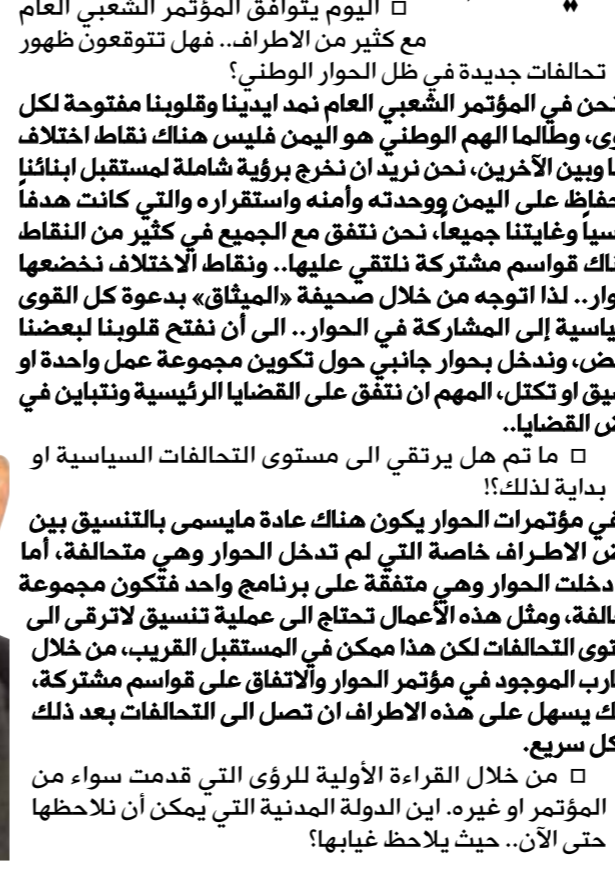 □ اليوم يتوافق المؤتمر الشعبي العام
مع كثير من الاطراف.. فهل تتوقعون ظهور
تحالفات جديدة في ظل الحوار الوطني؟
نحن في المؤتمر الشعبي العام نمد ايدينا وقلوبنا مفتوحة لكل
وطالما الهم الوطني هو اليمن فليس هناك نقاط اختلاف
وبين الآخرين، نحن نريد ان نخرج برؤية شاملة لمستقبل ابنائنا
حفاظ على اليمن ووحدته وأمنه واستقراره والتي كانت هدفاً
سياً وغايتنا جميعاً، نحن نتفق مع الجميع في كثير من النقاط
ناك قواسم مشتركة نلتقي عليها.. ونقاط الاختلاف نخضعها
وار.. لذا اتوجه من خلال صحيفة «الميثاق» بدعوة كل القوى
ياسية إلى المشاركة في الحوار.. الى أن نفتح قلوبنا لبعضنا
ض، وندخل بحوار جانبي حول تكوين مجموعة عمل واحدة او
يق او تكتل، المهم ان نتفق على القضايا الرئيسية ونتباين في
ض القضايا..
□ ما تم هل يرتقي الى مستوى التحالفات السياسية او
بداية لذلك؟!
في مؤتمرات الحوار يكون هناك عادة مايسمى بالتنسيق بين
ض الاطراف خاصة التي لم تدخل الحوار وهي متحالفة، أما
دخلت الحوار وهي متفقة على برنامج واحد فتكون مجموعة
الفة، ومثل هذه الأعمال تحتاج الى عملية تنسيق لاترقى الى
توى التحالفات لكن هذا ممكن في المستقبل القريب، من خلال
ارب الموجود في مؤتمر الحوار والاتفاق على قواسم مشتركة،
ك يسهل على هذه الاطراف ان تصل الى التحالفات بعد ذلك
كل سريع.
□ من خلال القراءة الأولية للرؤى التي قدمت سواء من
المؤتمر او غيره. اين الدولة المدنية التي يمكن أن نلاحظها
حتى الآن.. حيث يلاحظ غيابها؟